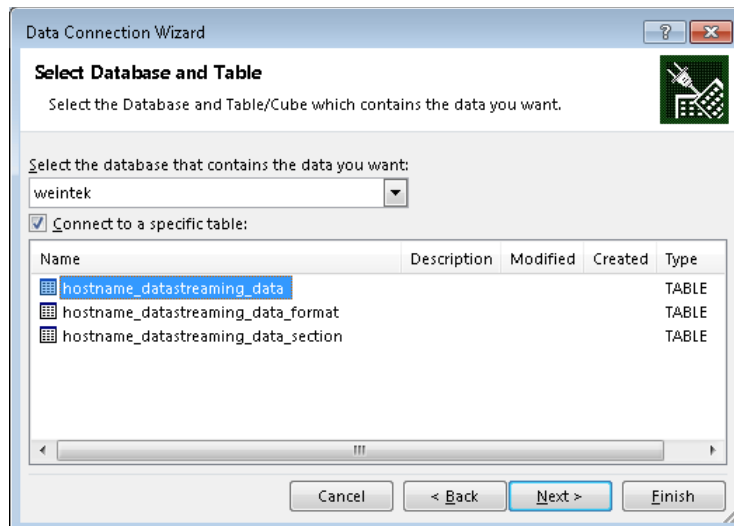 Data Connection Wizard
Select Database and Table
Select the Database and Table/Cube which contains the data you want.
Select the database that contains the data you want:
weintek
Connect to a specific table:
Name Description Modified Created Type
hostname_datastreaming_data TABLE
hostname_datastreaming_data_format TABLE
hostname_datastreaming_data_section TABLE
Cancel < Back Next > Finish